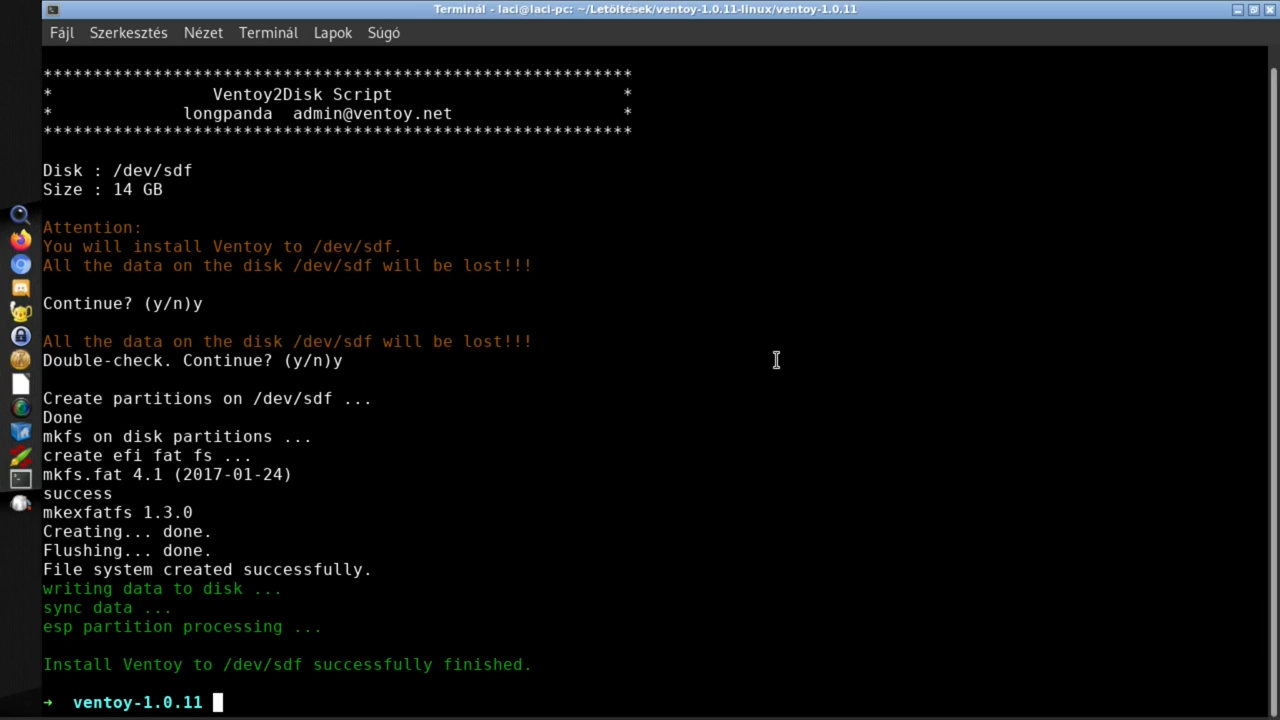 Terminál - laci@laci-pc: ~/Letöltések/ventoy-1.0.11-linux/ventoy-1.0.11
Fájl Szerkesztés Nézet Terminál Lapok Súgó
***********************************************************
* Ventoy2Disk Script *
* longpanda admin@ventoy.net *
***********************************************************
Disk : /dev/sdf
Size : 14 GB
Attention:
You will install Ventoy to /dev/sdf.
All the data on the disk /dev/sdf will be lost!!!
Continue? (y/n)y
All the data on the disk /dev/sdf will be lost!!!
Double-check. Continue? (y/n)y
Create partitions on /dev/sdf ...
Done
mkfs on disk partitions ...
create efi fat fs ...
mkfs.fat 4.1 (2017-01-24)
success
mkexfatfs 1.3.0
Creating... done.
Flushing... done.
File system created successfully.
writing data to disk ...
sync data ...
esp partition processing ...
Install Ventoy to /dev/sdf successfully finished.
➜ ventoy-1.0.11